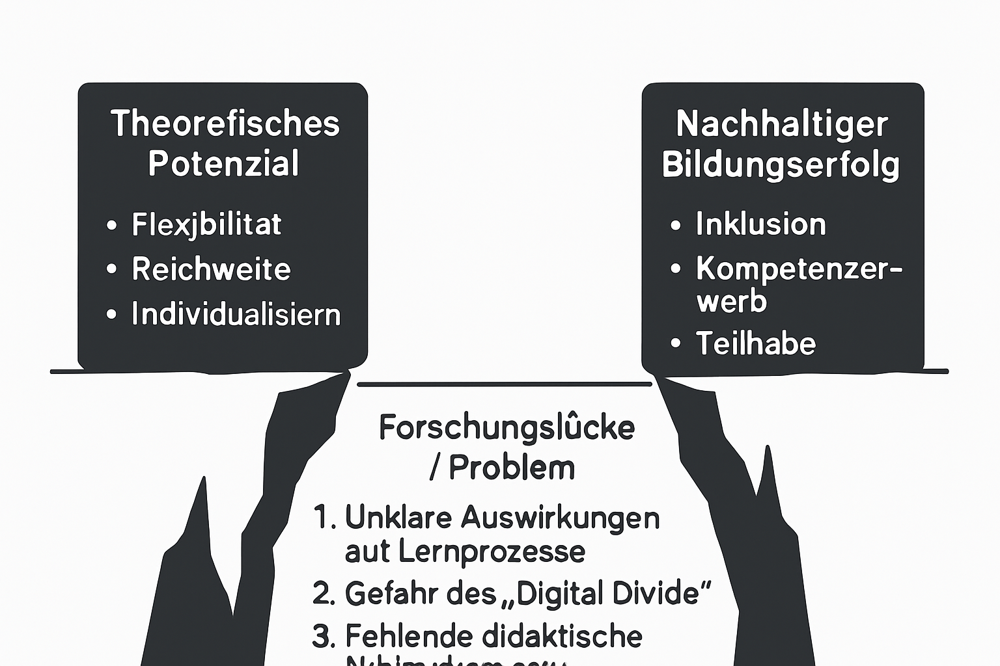 Theorefisches
Potenzial
• Flexjbilitat
• Reichweite
• Individualisiern
Nachhaltiger
Bildungserfolg
• Inklusion
• Kompetenzer-
werb
• Teilhabe
Forschungslûcke
/ Problem
1. Unklare Auswirkungen
aut Lernprozesse
2. Gefahr des „Digital Divide“
3. Fehlende didaktische